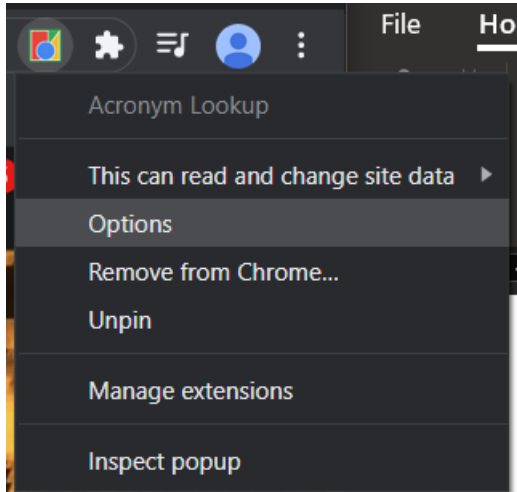 File Ho
Acronym Lookup
This can read and change site data
Options
Remove from Chrome...
Unpin
Manage extensions
Inspect popup